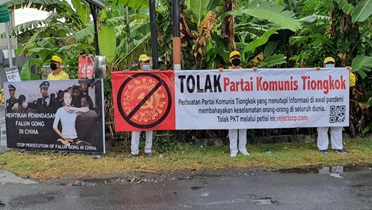 HENTIKAN PENINDASAN
FALUN GONG
DI CHINA
STOP PERSECUTION OF FALUN GONG IN CHINA
TOLAK Partai Komunis Tiongkok
Perbuatan Partai Komunis Tiongkok yang menutupi informasi di awal pandemi
membahayakan keselamatan orang-orang di seluruh dunia.
Tolak PKT melalui petisi ini: rejectccp.com